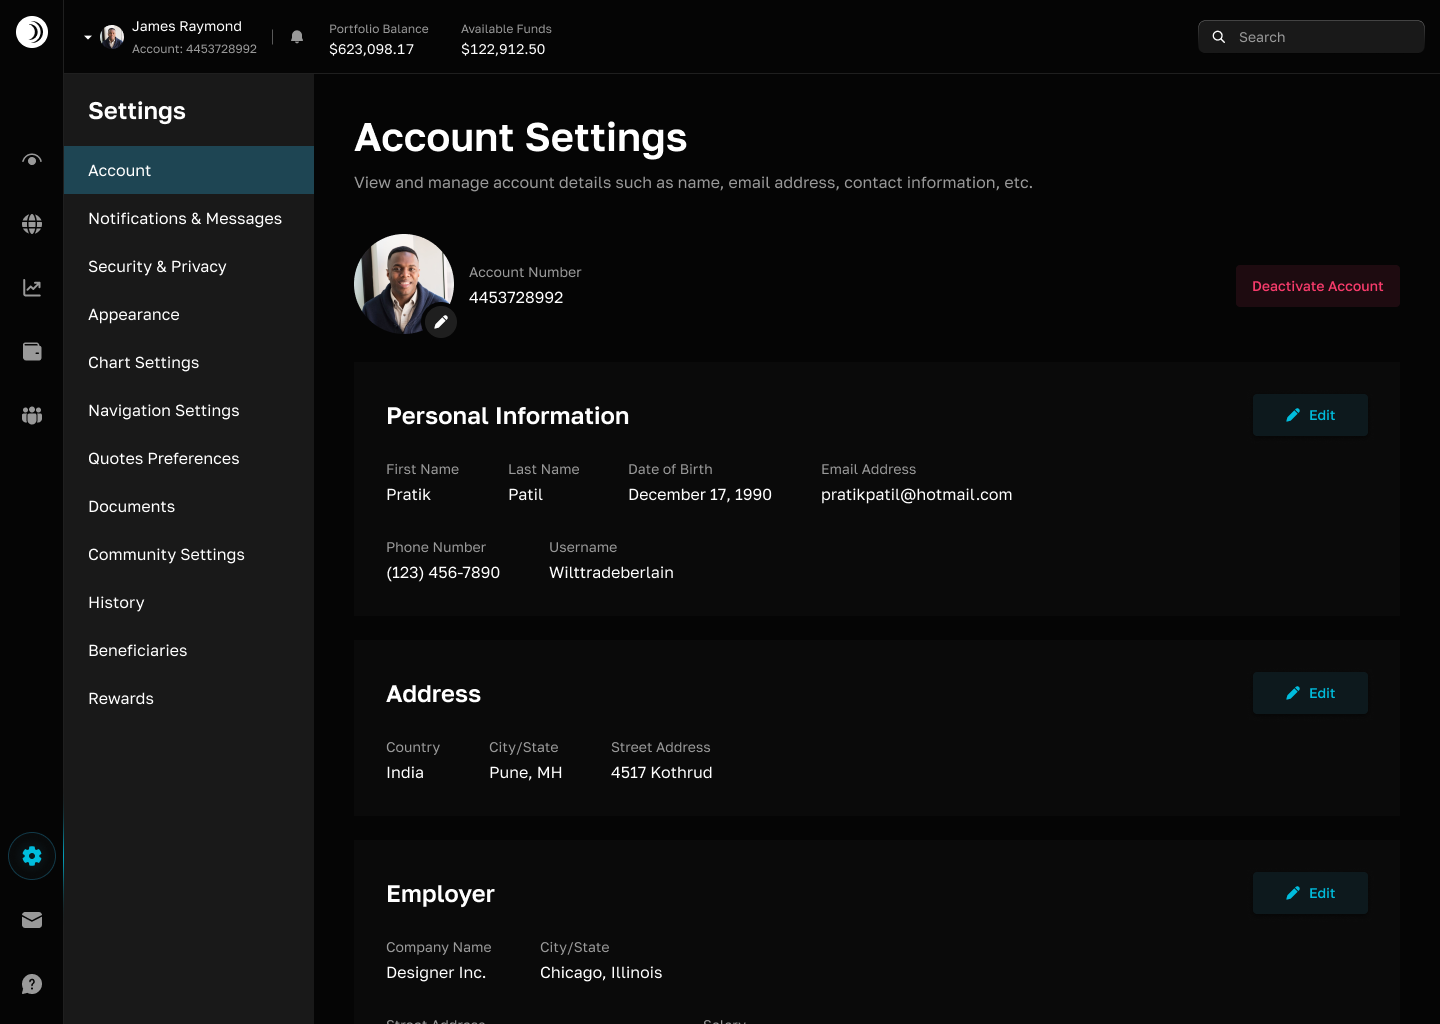 James Raymond
Account: 4453728992
Portfolio Balance
$623,098.17
Available Funds
$122,912.50
Search
Settings
Account
Notifications & Messages
Security & Privacy
Appearance
Chart Settings
Navigation Settings
Quotes Preferences
Documents
Community Settings
History
Beneficiaries
Rewards
Account Settings
View and manage account details such as name, email address, contact information, etc.
Account Number
4453728992
Deactivate Account
Personal Information
Edit
First Name Last Name Date of Birth Email Address
Pratik Patil December 17, 1990 pratikpatil@hotmail.com
Phone Number Username
(123) 456-7890 Wilttradeberlain
Address
Edit
Country City/State Street Address
India Pune, MH 4517 Kothrud
Employer
Edit
Company Name City/State
Designer Inc. Chicago, Illinois
Street Address Salary